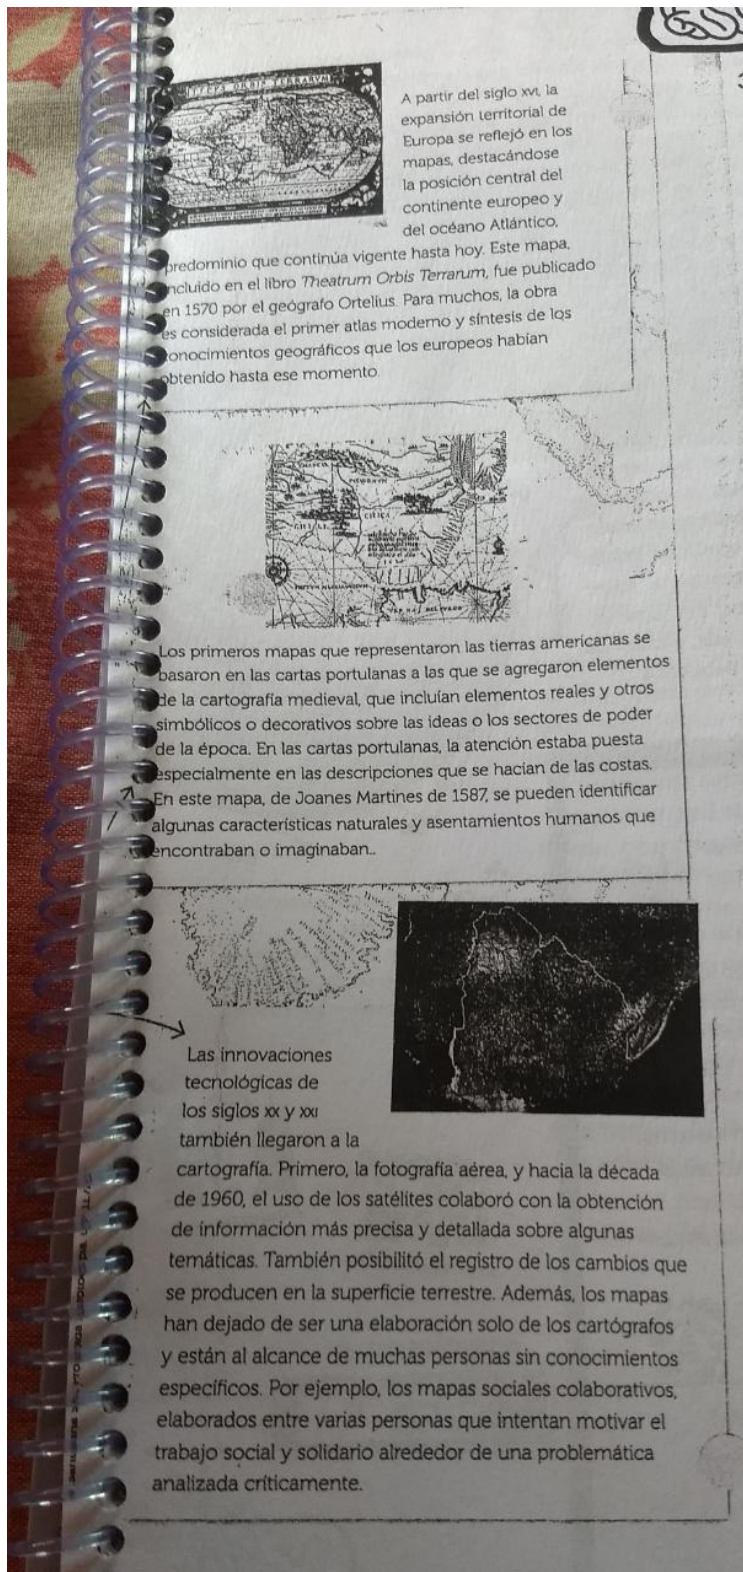 A partir del siglo XVI, la
expansión territorial de
Europa se reflejó en los
mapas, destacándose
la posición central del
continente europeo y
del océano Atlántico,
predominio que continúa vigente hasta hoy. Este mapa,
incluido en el libro Theatrum Orbis Terrarum, fue publicado
en 1570 por el geógrafo Ortelius. Para muchos, la obra
es considerada el primer atlas moderno y síntesis de los
conocimientos geográficos que los europeos habían
obtenido hasta ese momento.
Los primeros mapas que representaron las tierras americanas se
basaron en las cartas portulanas a las que se agregaron elementos
de la cartografía medieval, que incluían elementos reales y otros
simbólicos o decorativos sobre las ideas o los sectores de poder
de la época. En las cartas portulanas, la atención estaba puesta
especialmente en las descripciones que se hacían de las costas.
En este mapa, de Joanes Martines de 1587, se pueden identificar
algunas características naturales y asentamientos humanos que
encontraban o imaginaban..
Las innovaciones
tecnológicas de
los siglos XX y XXI
también llegaron a la
cartografía. Primero, la fotografía aérea, y hacia la década
de 1960, el uso de los satélites colaboró con la obtención
de información más precisa y detallada sobre algunas
temáticas. También posibilitó el registro de los cambios que
se producen en la superficie terrestre. Además, los mapas
han dejado de ser una elaboración solo de los cartógrafos
y están al alcance de muchas personas sin conocimientos
específicos. Por ejemplo, los mapas sociales colaborativos,
elaborados entre varias personas que intentan motivar el
trabajo social y solidario alrededor de una problemática
analizada críticamente.